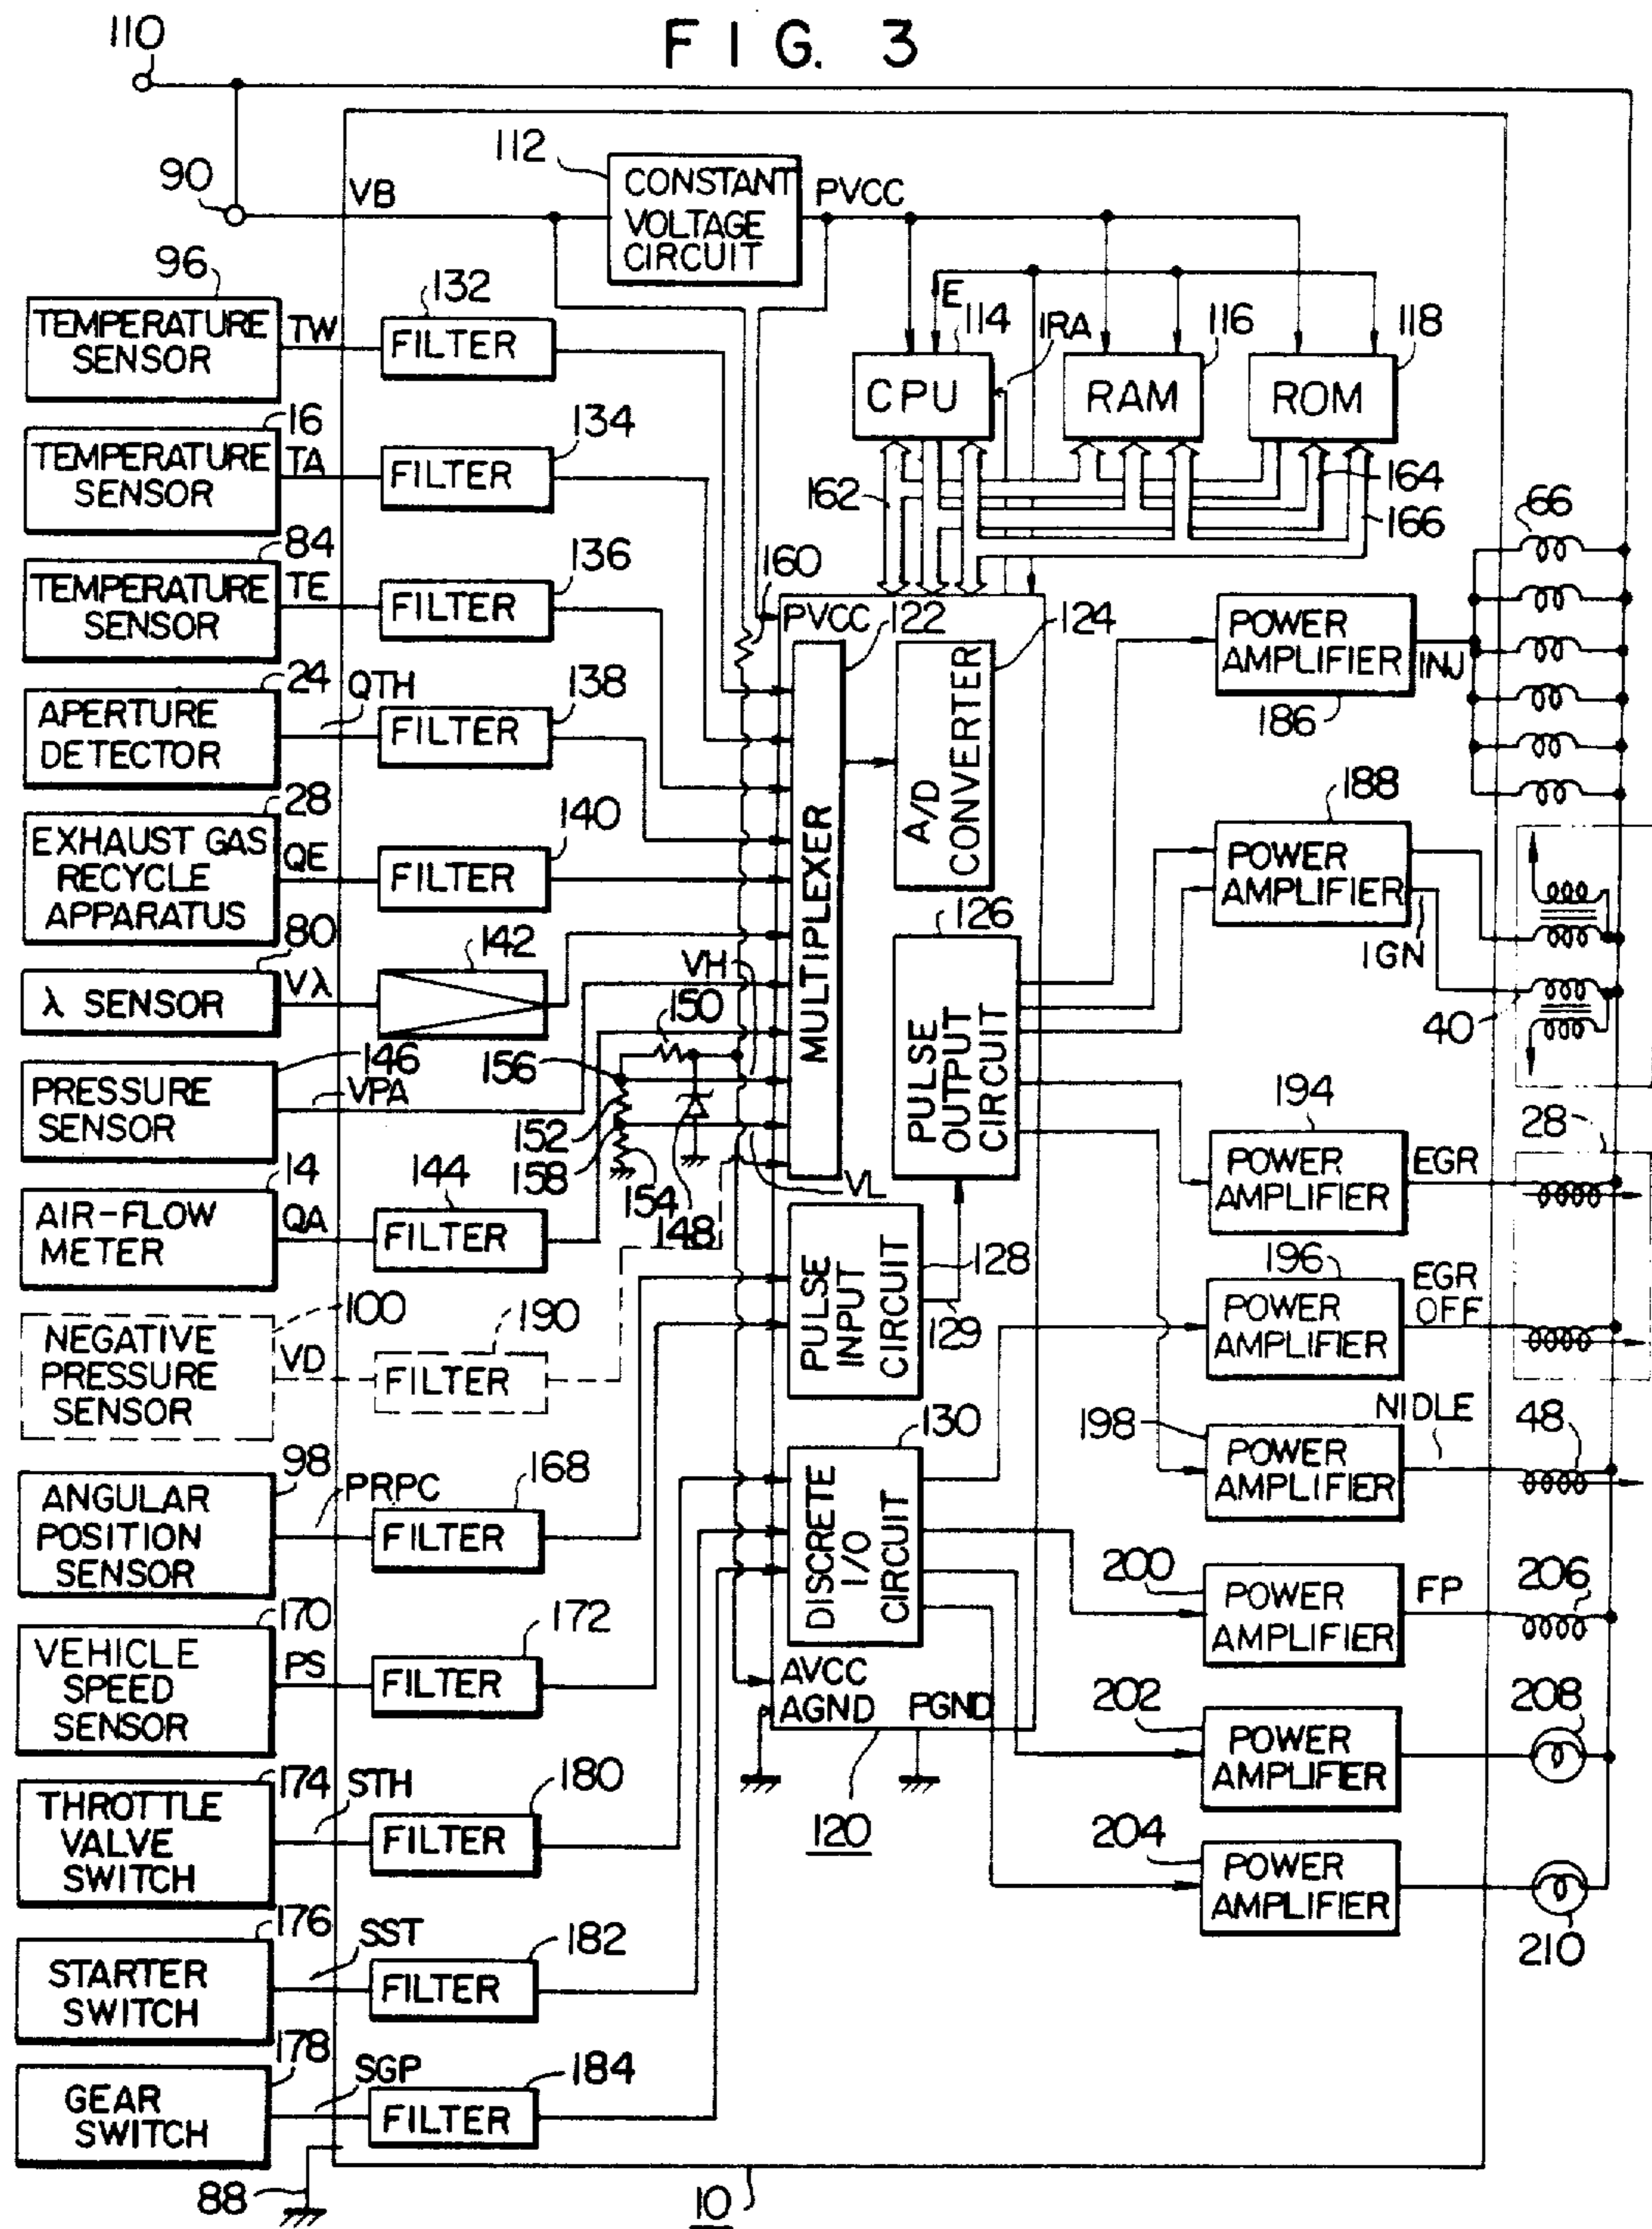 FIG. 3
110
90
VB
112
CONSTANT
VOLTAGE
CIRCUIT
PVCC
96
TEMPERATURE
SENSOR
TW
132
FILTER
16
TEMPERATURE
SENSOR
TA
134
FILTER
84
TEMPERATURE
SENSOR
TE
136
FILTER
24
APERTURE
DETECTOR
QTH
138
FILTER
28
EXHAUST GAS
RECYCLE
APPARATUS
QE
140
FILTER
80
λ SENSOR
Vλ
142
146
PRESSURE
SENSOR
VPA
14
AIR-FLOW
METER
QA
144
FILTER
100
NEGATIVE
PRESSURE
SENSOR
VD
190
FILTER
98
ANGULAR
POSITION
SENSOR
PRPC
168
FILTER
170
VEHICLE
SPEED
SENSOR
PS
172
FILTER
174
THROTTLE
VALVE
SWITCH
STH
180
FILTER
176
STARTER
SWITCH
SST
182
FILTER
178
GEAR
SWITCH
SGP
184
FILTER
88
10
E
114
CPU
IRA
116
RAM
118
ROM
162
164
166
160
PVCC
122
MULTIPLEXER
124
A/D
CONVERTER
VH
150
156
152
158
154
148
VL
126
PULSE
OUTPUT
CIRCUIT
PULSE
INPUT
CIRCUIT
128
129
130
DISCRETE
I/O
CIRCUIT
AVCC
AGND
PGND
120
POWER
AMPLIFIER
186
INJ
66
188
POWER
AMPLIFIER
IGN
40
194
POWER
AMPLIFIER
EGR
28
196
POWER
AMPLIFIER
EGR
OFF
198
POWER
AMPLIFIER
NIDLE
48
200
POWER
AMPLIFIER
FP
206
202
POWER
AMPLIFIER
208
204
POWER
AMPLIFIER
210